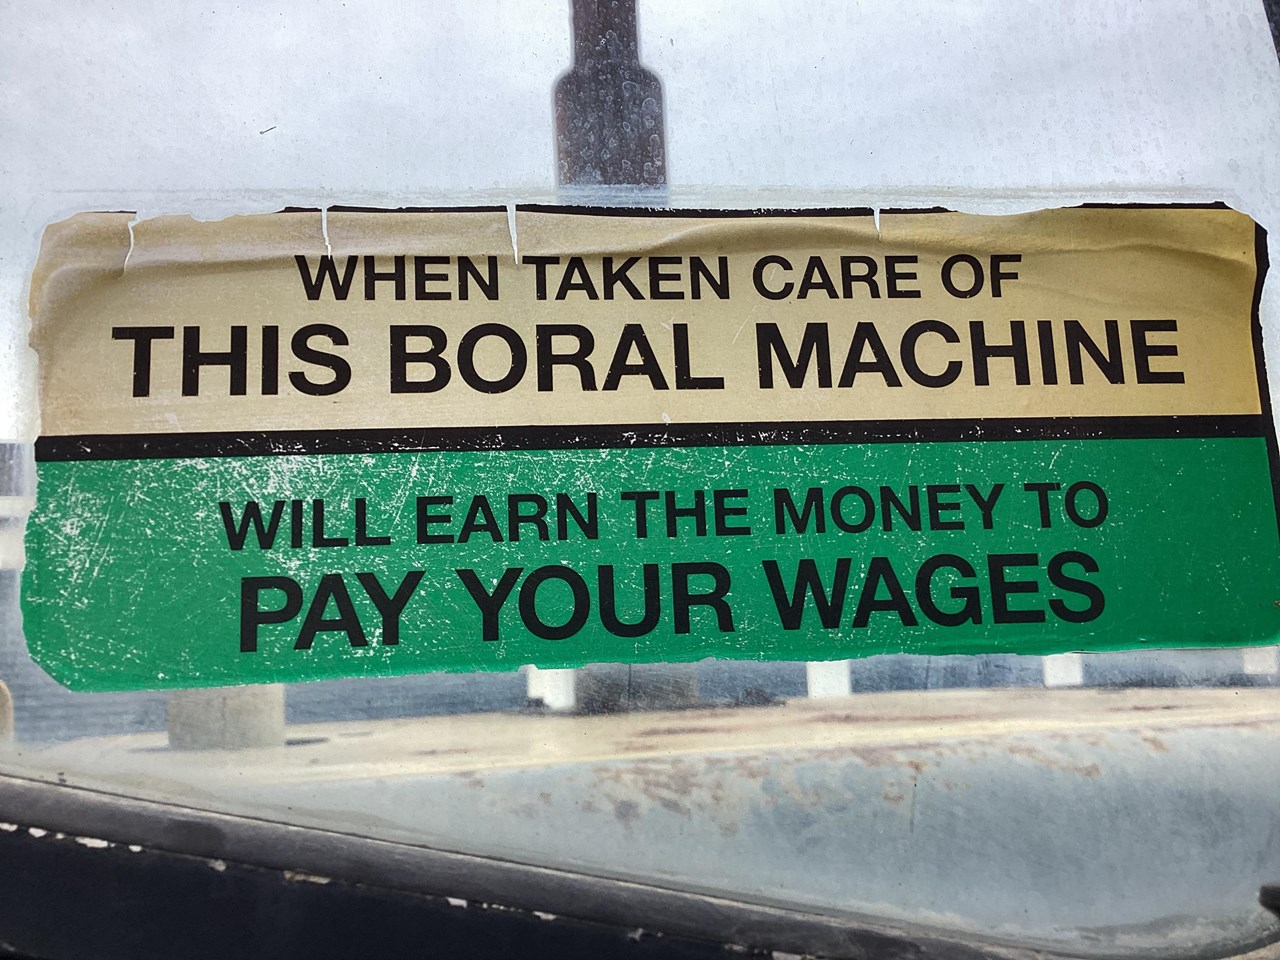 WHEN TAKEN CARE OF
THIS BORAL MACHINE
WILL EARN THE MONEY TO
PAY YOUR WAGES